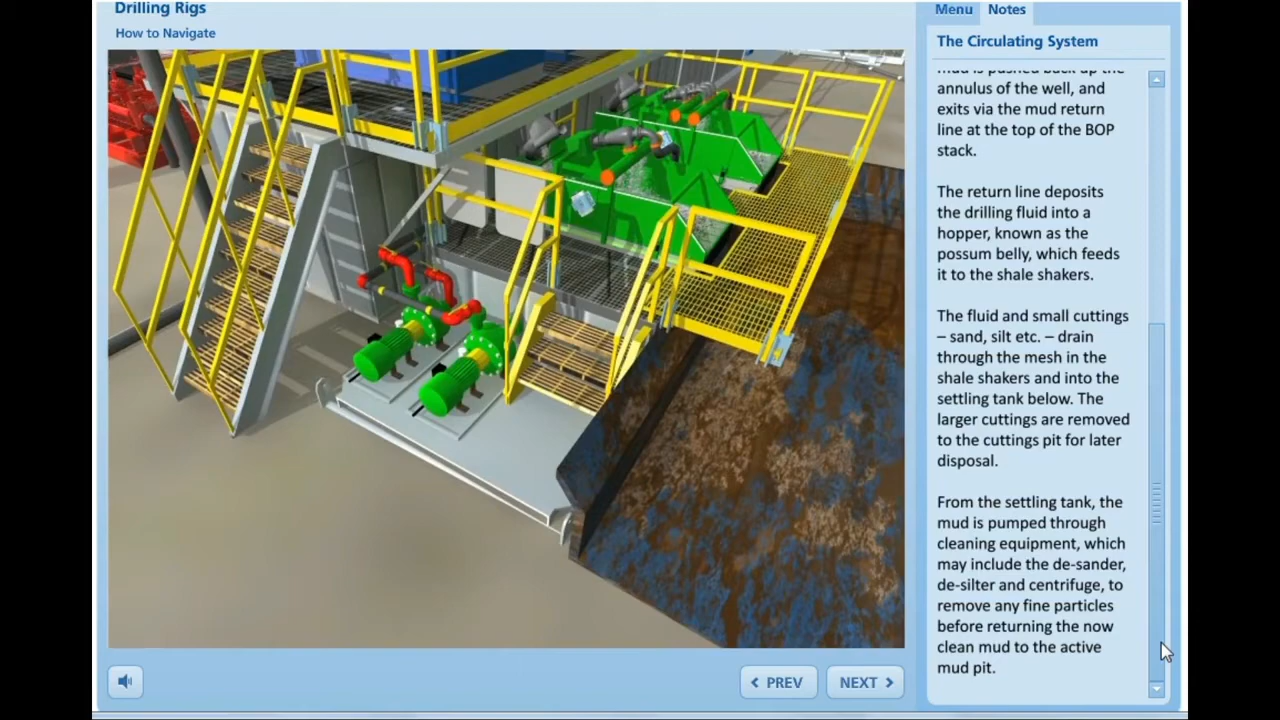 Drilling Rigs
How to Navigate
Menu
Notes
The Circulating System
mud is pushed back up the
annulus of the well, and
exits via the mud return
line at the top of the BOP
stack.
The return line deposits
the drilling fluid into a
hopper, known as the
possum belly, which feeds
it to the shale shakers.
The fluid and small cuttings
– sand, silt etc. – drain
through the mesh in the
shale shakers and into the
settling tank below. The
larger cuttings are removed
to the cuttings pit for later
disposal.
From the settling tank, the
mud is pumped through
cleaning equipment, which
may include the de-sander,
de-silter and centrifuge, to
remove any fine particles
before returning the now
clean mud to the active
mud pit.
PREV
NEXT